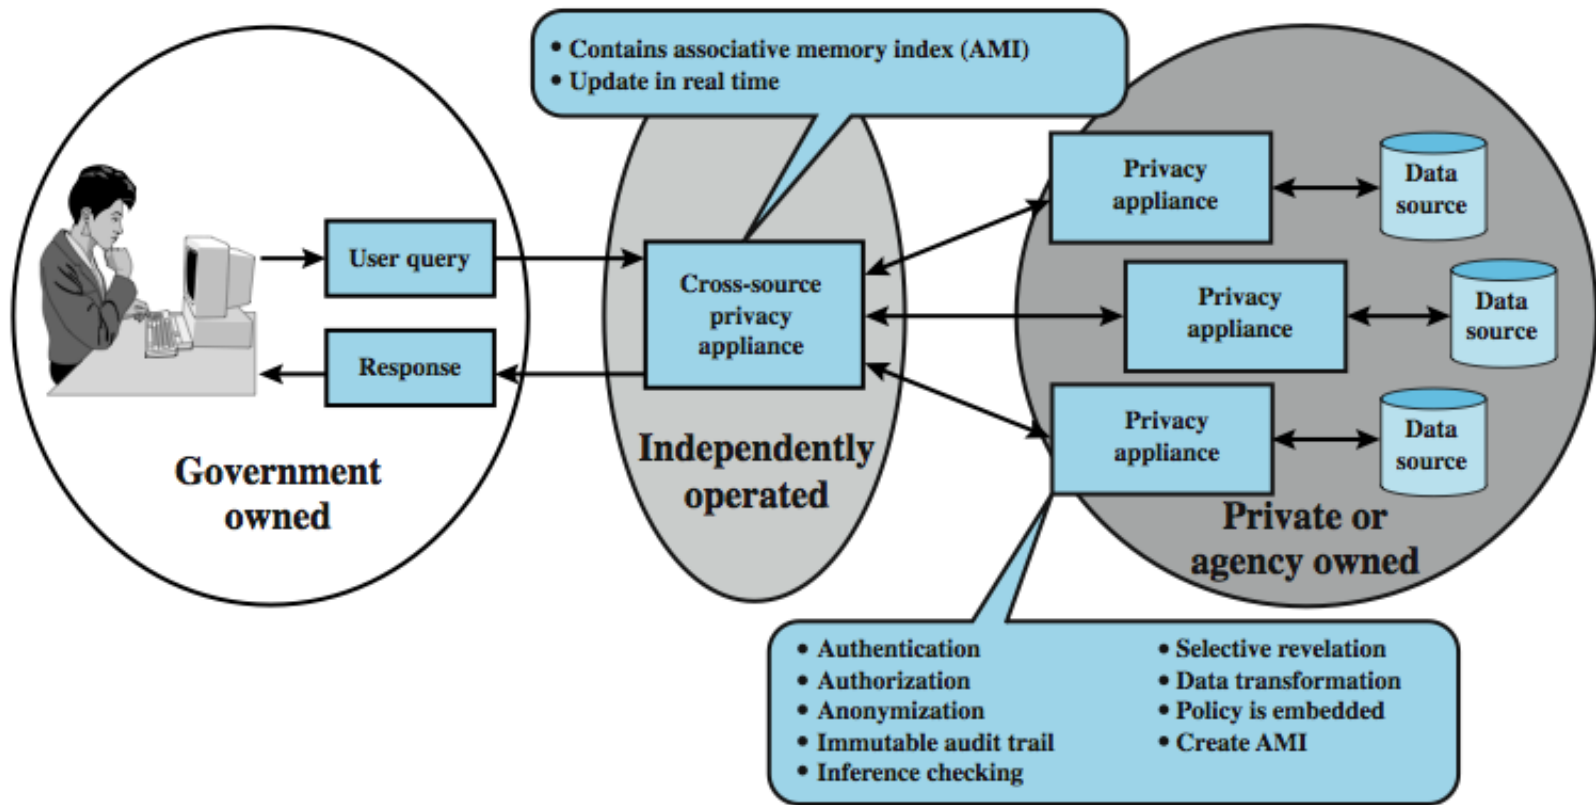 • Contains associative memory index (AMI)
• Update in real time
User query
Response
Government
owned
Cross-source
privacy
appliance
Independently
operated
Privacy
appliance
Data
source
Privacy
appliance
Data
source
Privacy
appliance
Data
source
Private or
agency owned
• Authentication
• Authorization
• Anonymization
• Immutable audit trail
• Inference checking
• Selective revelation
• Data transformation
• Policy is embedded
• Create AMI